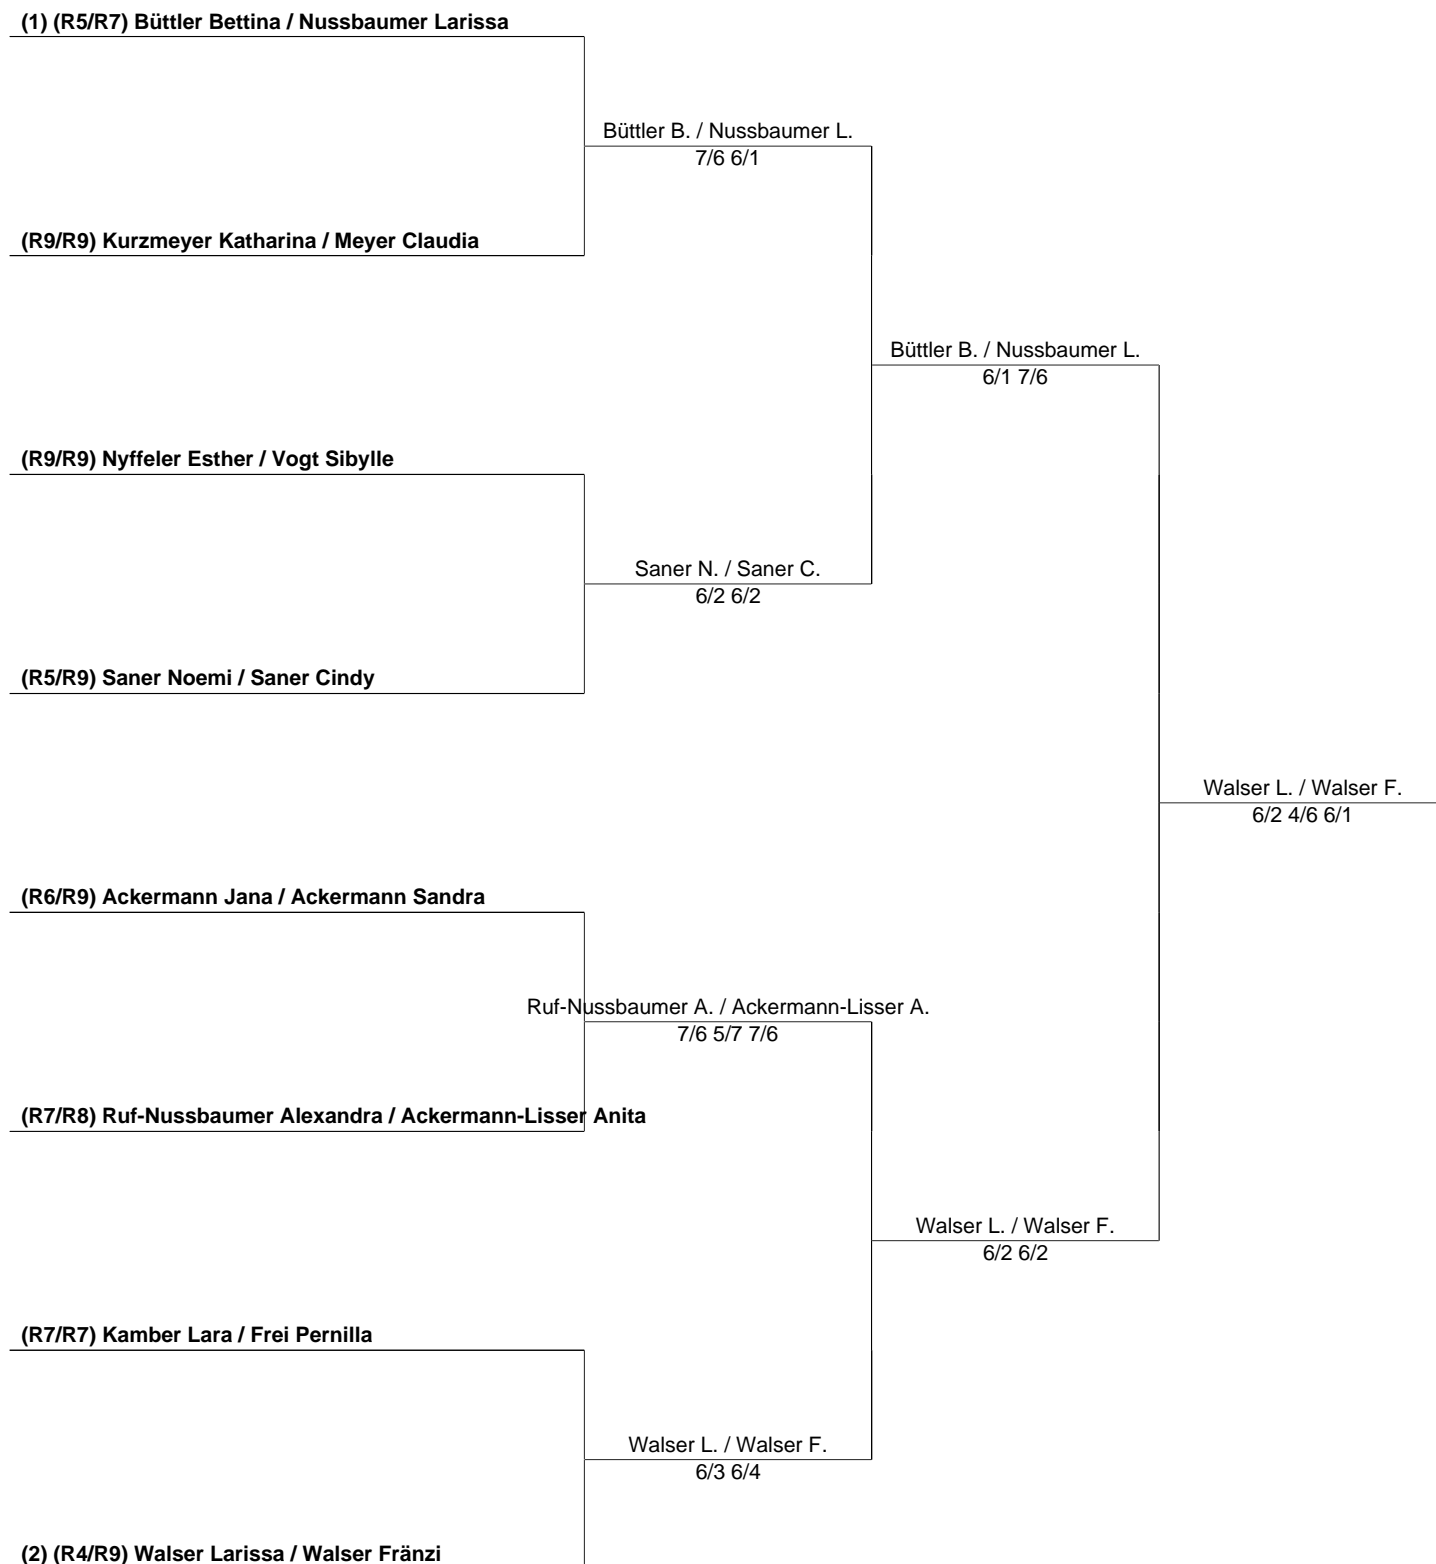 (1) (R5/R7) Büttler Bettina / Nussbaumer Larissa
Büttler B. / Nussbaumer L.
7/6 6/1
(R9/R9) Kurzmeyer Katharina / Meyer Claudia
Büttler B. / Nussbaumer L.
6/1 7/6
(R9/R9) Nyffeler Esther / Vogt Sibylle
Saner N. / Saner C.
6/2 6/2
(R5/R9) Saner Noemi / Saner Cindy
Walser L. / Walser F.
6/2 4/6 6/1
(R6/R9) Ackermann Jana / Ackermann Sandra
Ruf-Nussbaumer A. / Ackermann-Lisser A.
7/6 5/7 7/6
(R7/R8) Ruf-Nussbaumer Alexandra / Ackermann-Lisser Anita
Walser L. / Walser F.
6/2 6/2
(R7/R7) Kamber Lara / Frei Pernilla
Walser L. / Walser F.
6/3 6/4
(2) (R4/R9) Walser Larissa / Walser Fränzi